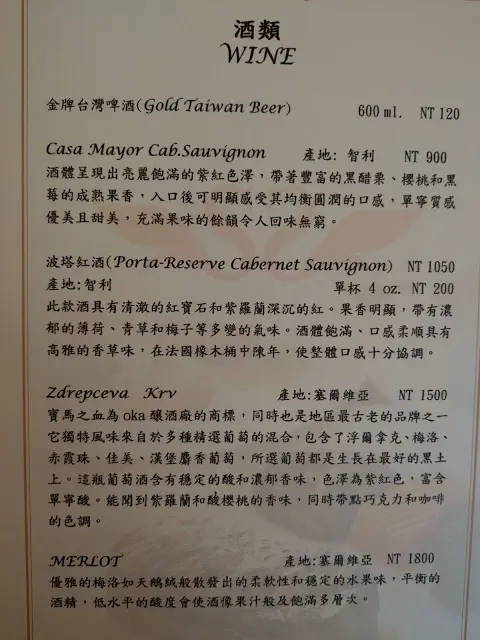 酒類
WINE
金牌台灣啤酒(Gold Taiwan Beer) 600 ml. NT 120
Casa Mayor Cab.Sauvignon 產地: 智利 NT 900
酒體呈現出亮麗飽滿的紫紅色澤，帶著豐富的黑醋栗、櫻桃和黑
莓的成熟果香，入口後可明顯感受其均衡圓潤的口感，單寧質感
優美且甜美，充滿果味的餘韻令人回味無窮。
波塔紅酒(Porta-Reserve Cabernet Sauvignon) NT 1050
產地:智利 單杯 4 oz. NT 200
此款酒具有清澈的紅寶石和紫羅蘭深沉的紅。果香明顯，帶有濃
郁的薄荷、青草和梅子等多變的氣味。酒體飽滿、口感柔順具有
高雅的香草味，在法國橡木桶中陳年，使整體口感十分協調。
Zdrepceva Krv 產地:塞爾維亞 NT 1500
寶馬之血為oka釀酒廠的商標，同時也是地區最古老的品牌之一
它獨特風味來自於多種精選葡萄的混合，包含了浮爾拿克、梅洛、
赤霞珠、佳美、漢堡麝香葡萄，所選葡萄都是生長在最好的黑土
上。這瓶葡萄酒含有穩定的酸和濃郁香味，色澤為紫紅色，富含
單寧酸。能聞到紫羅蘭和酸櫻桃的香味，同時帶點巧克力和咖啡
的色調。
MERLOT 產地:塞爾維亞 NT 1800
優雅的梅洛如天鵝絨般散發出的柔軟性和穩定的水果味，平衡的
酒精，低水平的酸度會使酒像果汁般及飽滿多層次。